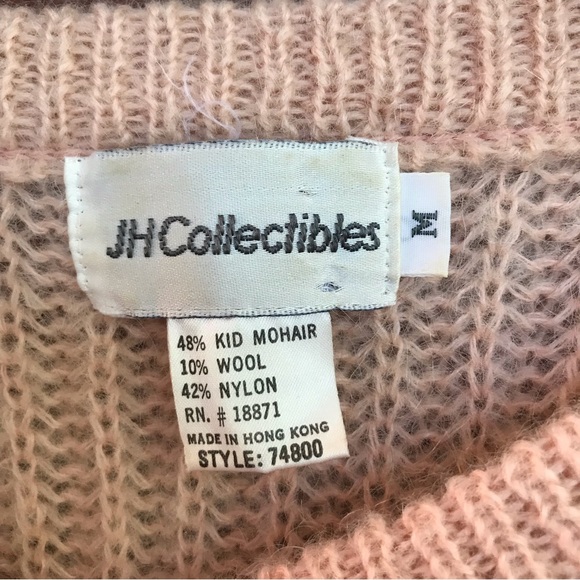 JHCollectibles
M
48% KID MOHAIR
10% WOOL
42% NYLON
RN. # 18871
MADE IN HONG KONG
STYLE: 74800